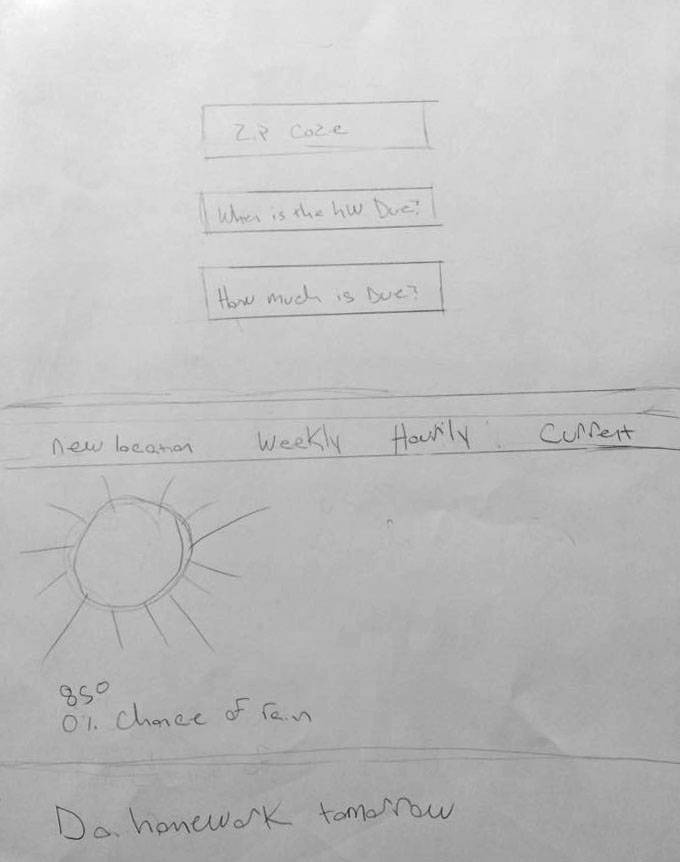 Zip Coze
When is the HW Due?
How much is Due?
New location Weekly Hourly Current
85°
0% Chance of rain
Do homework tomorrow